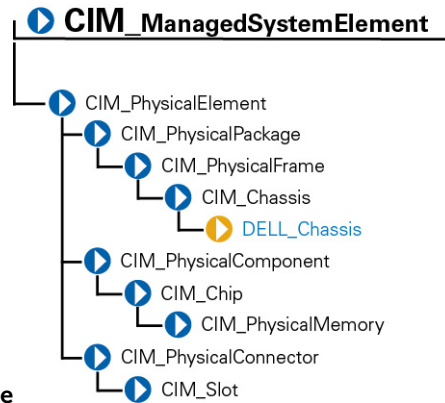 CIM_ManagedSystemElement
CIM_PhysicalElement
CIM_PhysicalPackage
CIM_PhysicalFrame
CIM_Chassis
DELL_Chassis
CIM_PhysicalComponent
CIM_Chip
CIM_PhysicalMemory
CIM_PhysicalConnector
e CIM_Slot